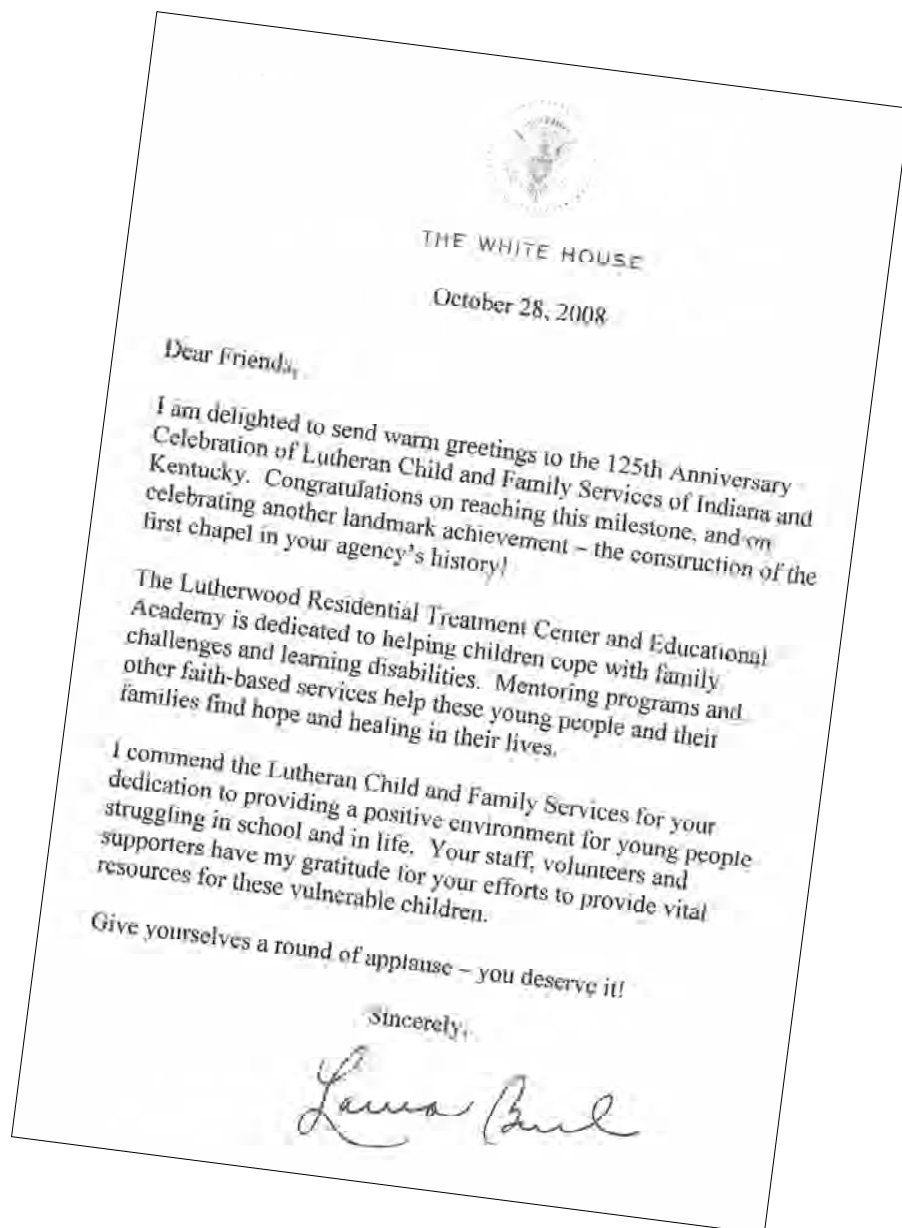 THE WHITE HOUSE
October 28, 2008
Dear Friends,
I am delighted to send warm greetings to the 125th Anniversary
Celebration of Lutheran Child and Family Services of Indiana and
Kentucky. Congratulations on reaching this milestone, and on
celebrating another landmark achievement – the construction of the
first chapel in your agency's history!
The Lutherwood Residential Treatment Center and Educational
Academy is dedicated to helping children cope with family
challenges and learning disabilities. Mentoring programs and
other faith-based services help these young people and their
families find hope and healing in their lives.
I commend the Lutheran Child and Family Services for your
dedication to providing a positive environment for young people
struggling in school and in life. Your staff, volunteers and
supporters have my gratitude for your efforts to provide vital
resources for these vulnerable children.
Give yourselves a round of applause – you deserve it!
Sincerely,
Laura Bush